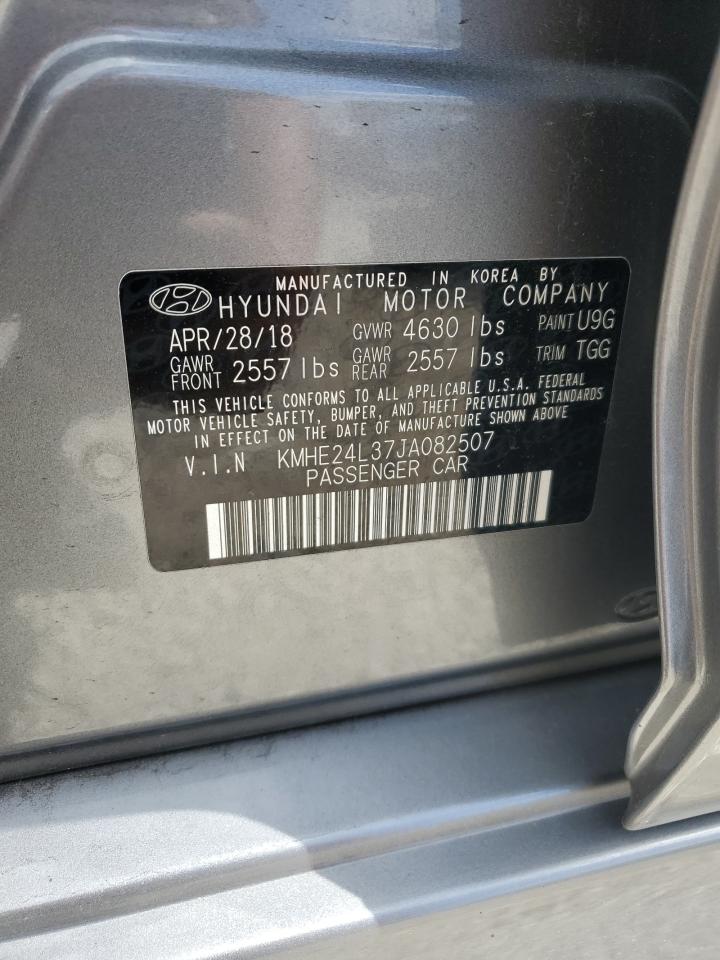 MANUFACTURED IN KOREA BY
HYUNDAI MOTOR COMPANY
APR/28/18 GVWR 4630 lbs PAINT U9G
GAWR FRONT 2557 lbs GAWR REAR 2557 lbs TRIM TGG
THIS VEHICLE CONFORMS TO ALL APPLICABLE U.S.A. FEDERAL
MOTOR VEHICLE SAFETY, BUMPER, AND THEFT PREVENTION STANDARDS
IN EFFECT ON THE DATE OF MANUFACTURE SHOWN ABOVE
V.I.N KMHE24L37JA082507
PASSENGER CAR